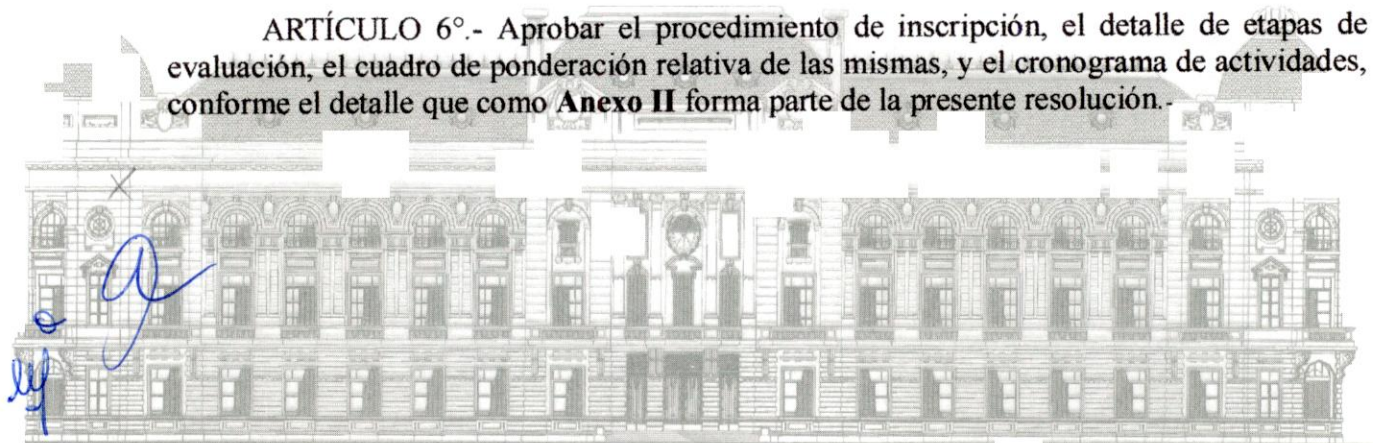 ARTÍCULO 6°.- Aprobar el procedimiento de inscripción, el detalle de etapas de
evaluación, el cuadro de ponderación relativa de las mismas, y el cronograma de actividades,
conforme el detalle que como Anexo II forma parte de la presente resolución.-